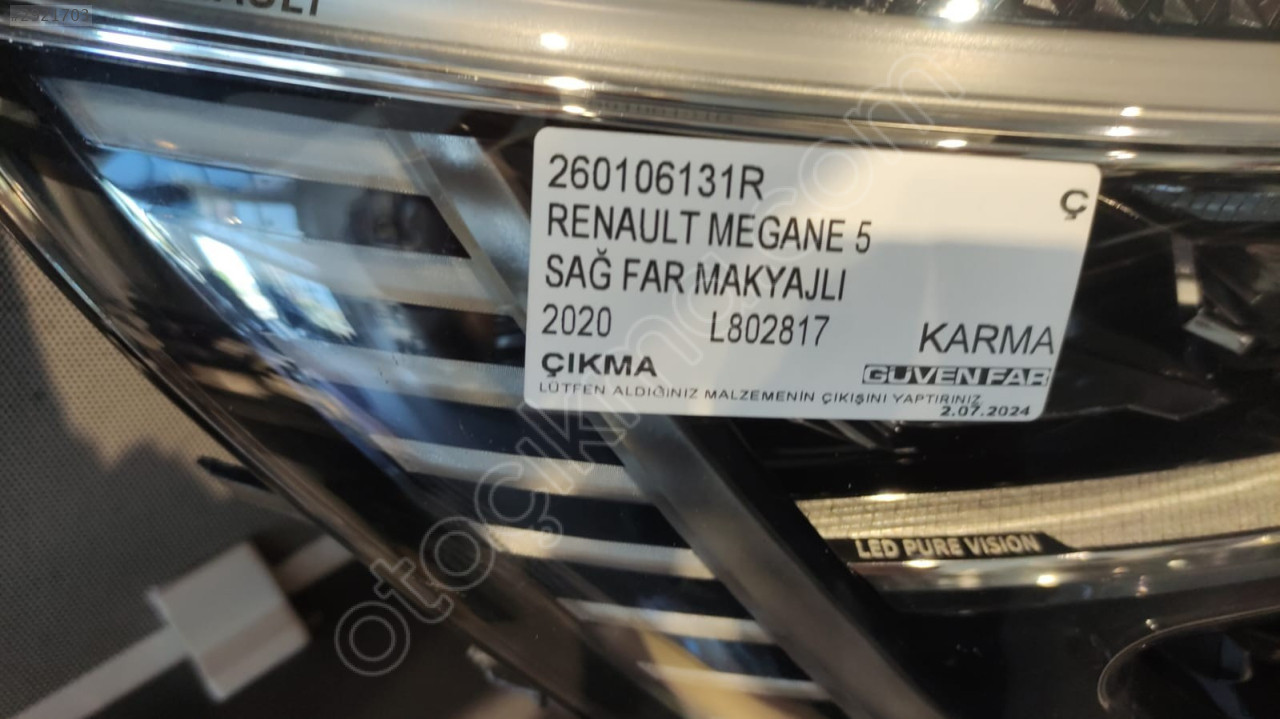 260106131R
Ç
RENAULT MEGANE 5
SAĞ FAR MAKYAJLI
2020 L802817 KARMA
ÇIKMA GÜVEN FAR
LÜTFEN ALDIĞINIZ MALZEMENİN ÇIKIŞINI YAPTIRINIZ
2.07.2024
LED PURE VISION
otoçıkma.com